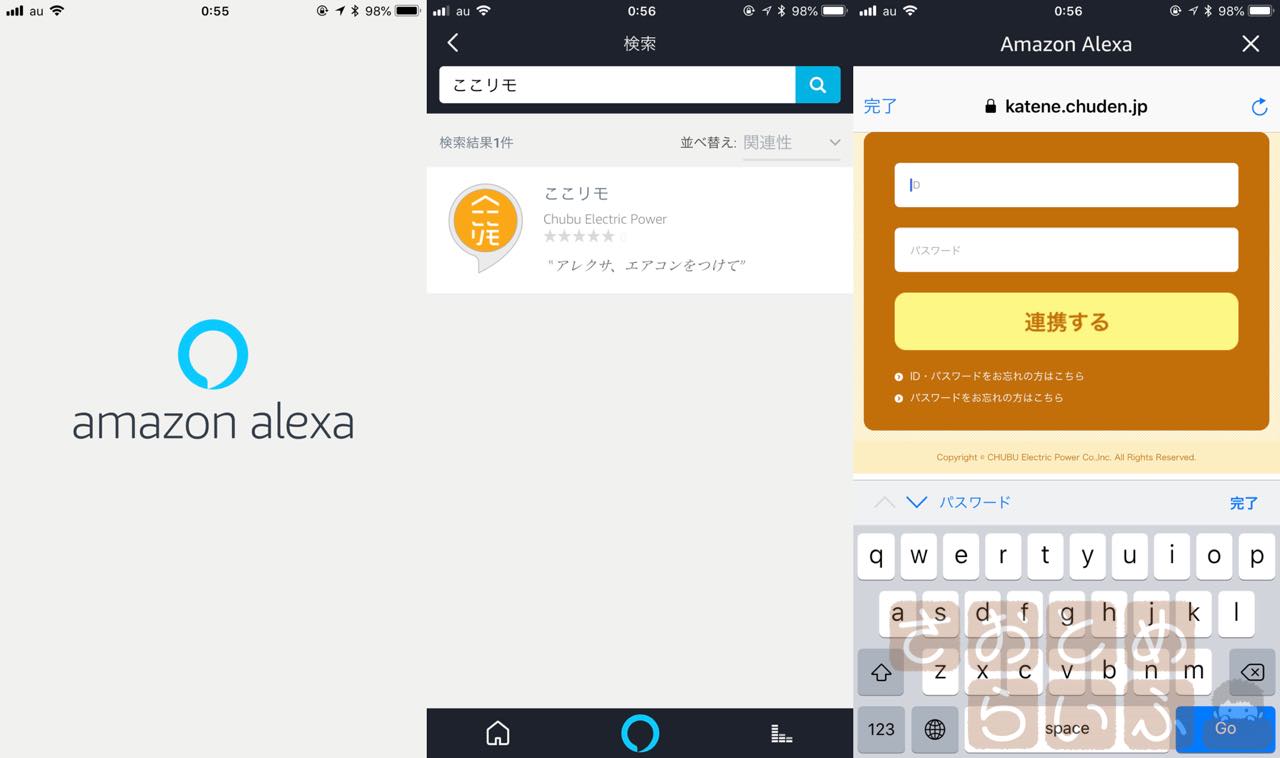 au 0:55 98%
amazon alexa
au 0:56 98%
検索
ここリモ
検索結果1件 並べ替え: 関連性
ここリモ
ここリモ
Chubu Electric Power
★★★★★ 0
“アレクサ、エアコンをつけて”
au 0:56 98%
Amazon Alexa
完了 katene.chuden.jp
ID
パスワード
連携する
ID・パスワードをお忘れの方はこちら
パスワードをお忘れの方はこちら
Copyright © CHUBU Electric Power Co.,Inc. All Rights Reserved.
パスワード 完了
q w e r t y u i o p
a s d f g h j k l
z x c v b n m
123 space Go
さおとめ
らいふ